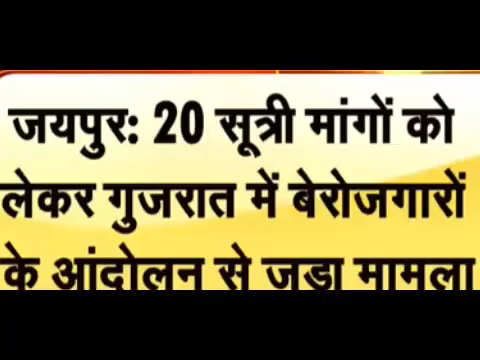 जयपुर: 20 सूत्री मांगों को
लेकर गुजरात में बेरोजगारों
के आंदोलन से जुड़ा मामला